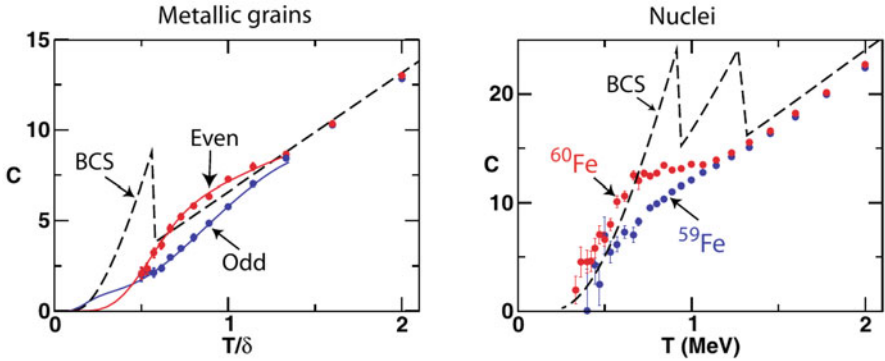 Metallic grains
15
10
5
0
C
BCS
Even
Odd
0
1
2
T/δ
Nuclei
20
10
0
C
BCS
⁶⁰Fe
⁵⁹Fe
0
1
2
T (MeV)